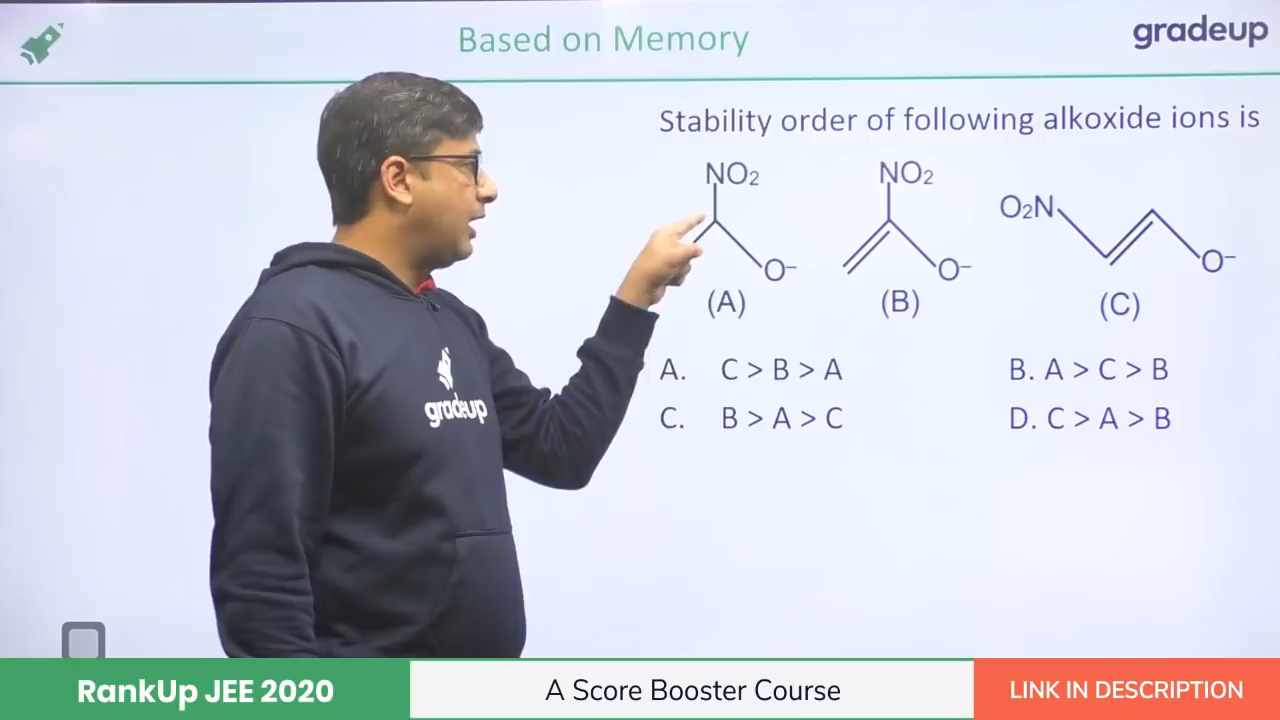 Based on Memory
gradeup
Stability order of following alkoxide ions is
NO2
O–
(A)
NO2
O–
(B)
O2N
O–
(C)
A. C > B > A
B. A > C > B
C. B > A > C
D. C > A > B
gradeup
RankUp JEE 2020
A Score Booster Course
LINK IN DESCRIPTION